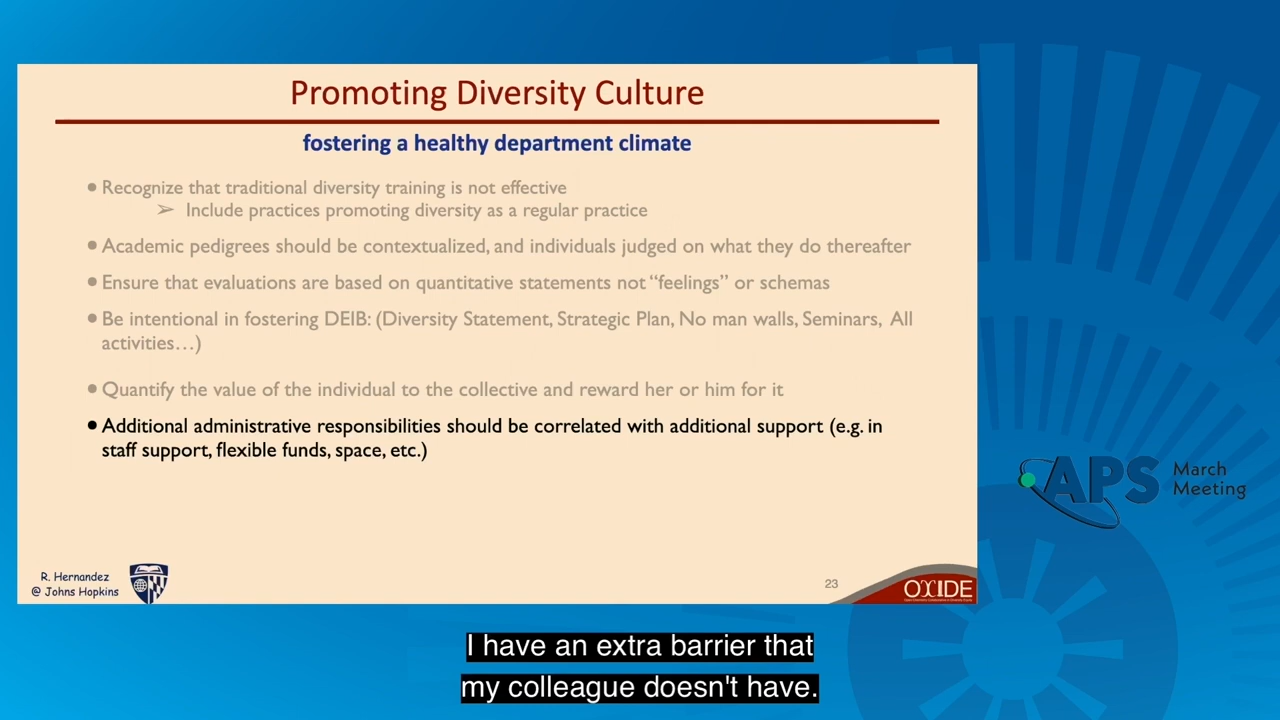 Promoting Diversity Culture
fostering a healthy department climate
● Recognize that traditional diversity training is not effective
➢ Include practices promoting diversity as a regular practice
● Academic pedigrees should be contextualized, and individuals judged on what they do thereafter
● Ensure that evaluations are based on quantitative statements not “feelings” or schemas
● Be intentional in fostering DEIB: (Diversity Statement, Strategic Plan, No man walls, Seminars, All
activities…)
● Quantify the value of the individual to the collective and reward her or him for it
● Additional administrative responsibilities should be correlated with additional support (e.g. in
staff support, flexible funds, space, etc.)
APS March
Meeting
R. Hernandez
@ Johns Hopkins
23
OXIDE
I have an extra barrier that
my colleague doesn't have.